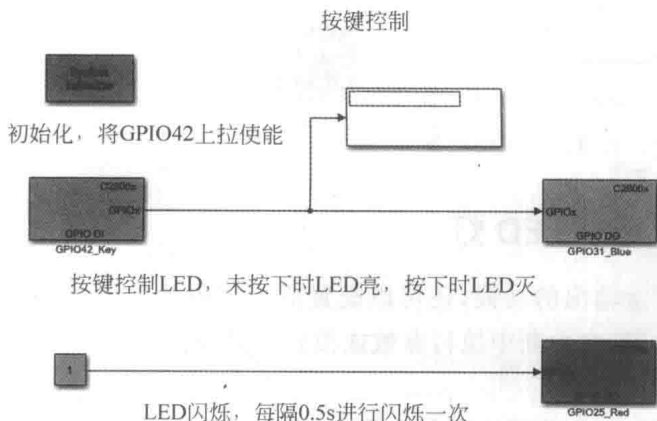 按键控制
初始化，将GPIO42上拉使能
C2800x
GPIOx
GPIO DI
GPIO42_Key
C2800x
GPIOx
GPIO DO
GPIO31_Blue
按键控制LED，未按下时LED亮，按下时LED灭
1
GPIO25_Red
LED闪烁，每隔0.5s进行闪烁一次